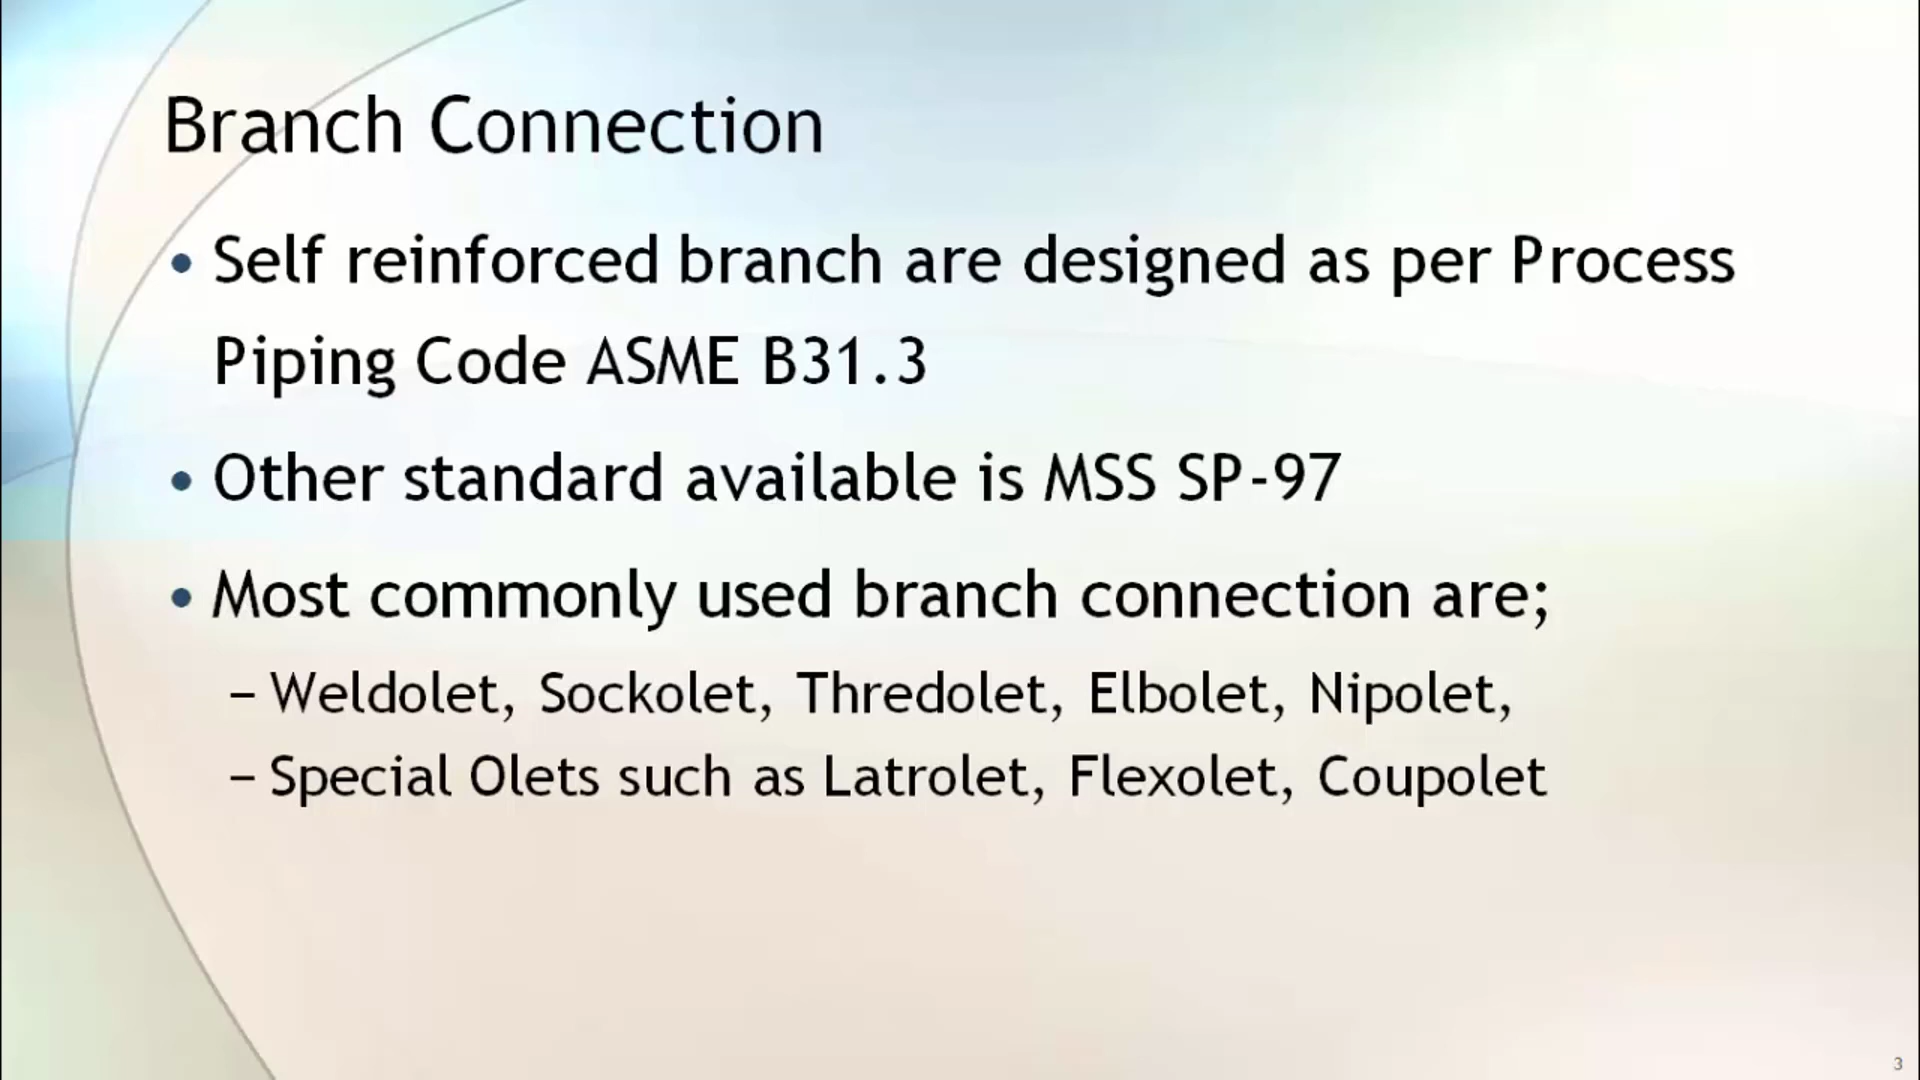 Branch Connection
• Self reinforced branch are designed as per Process
Piping Code ASME B31.3
• Other standard available is MSS SP-97
• Most commonly used branch connection are;
– Weldolet, Sockolet, Thredolet, Elbolet, Nipolet,
– Special Olets such as Latrolet, Flexolet, Coupolet
3